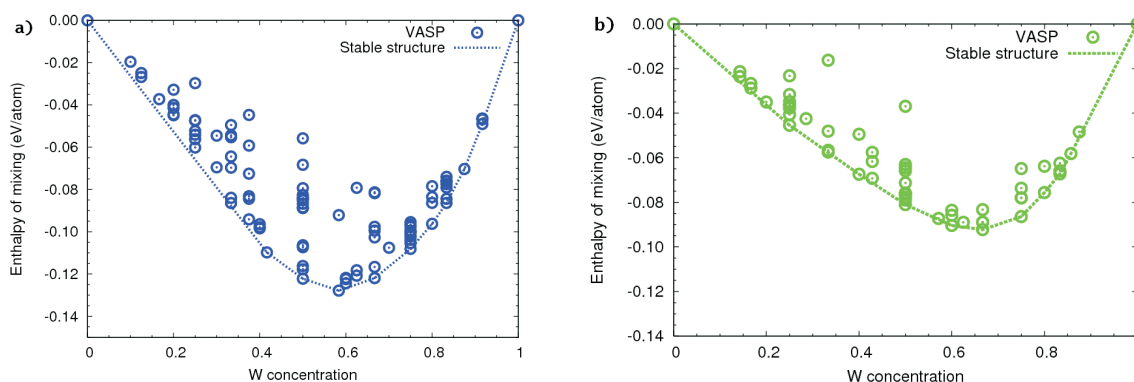 a)
VASP
Stable structure
Enthalpy of mixing (eV/atom)
0.00
-0.02
-0.04
-0.06
-0.08
-0.10
-0.12
-0.14
0
0.2
0.4
0.6
0.8
1
W concentration
b)
VASP
Stable structure
Enthalpy of mixing (eV/atom)
0.00
-0.02
-0.04
-0.06
-0.08
-0.10
-0.12
-0.14
0
0.2
0.4
0.6
0.8
W concentration